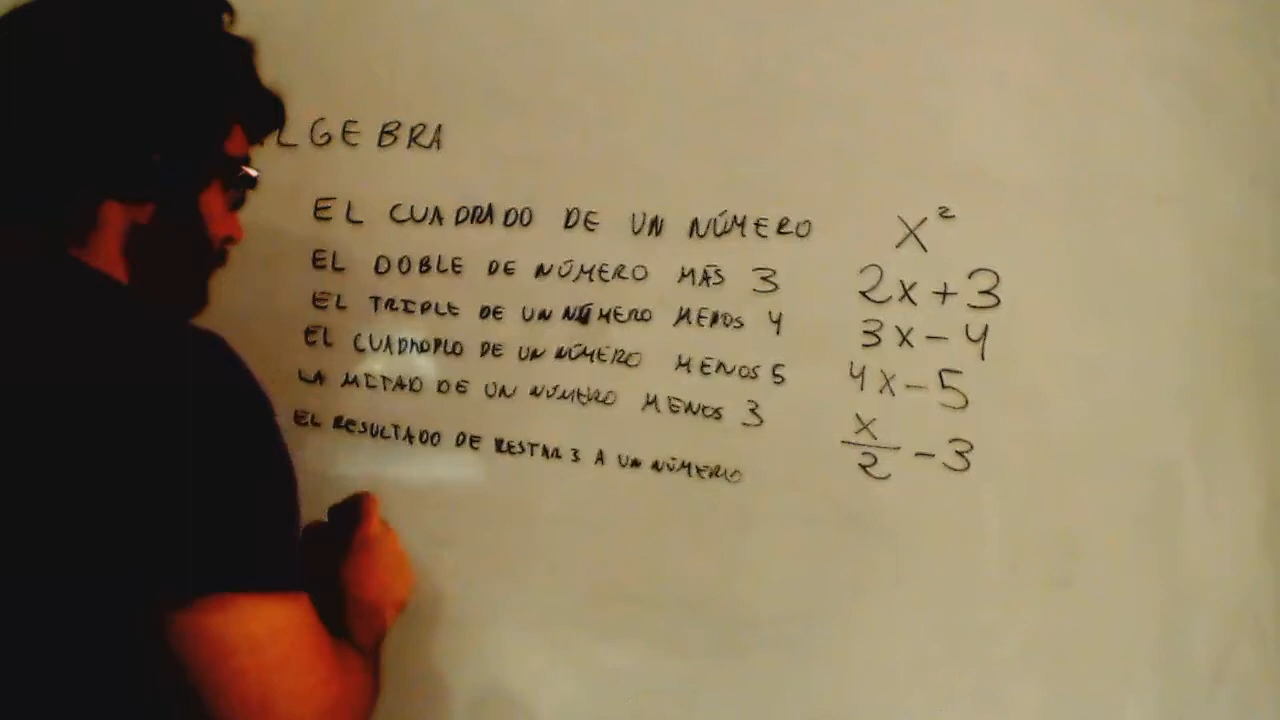 LGEBRA
EL CUADRADO DE UN NÚMERO x²
EL DOBLE DE NÚMERO MÁS 3 2x+3
EL TRIPLE DE UN NÚMERO MENOS 4 3x-4
EL CUADRUPLO DE UN NÚMERO MENOS 5 4x-5
LA MITAD DE UN NÚMERO MENOS 3 x/2 -3
EL RESULTADO DE RESTAR 3 A UN NÚMERO